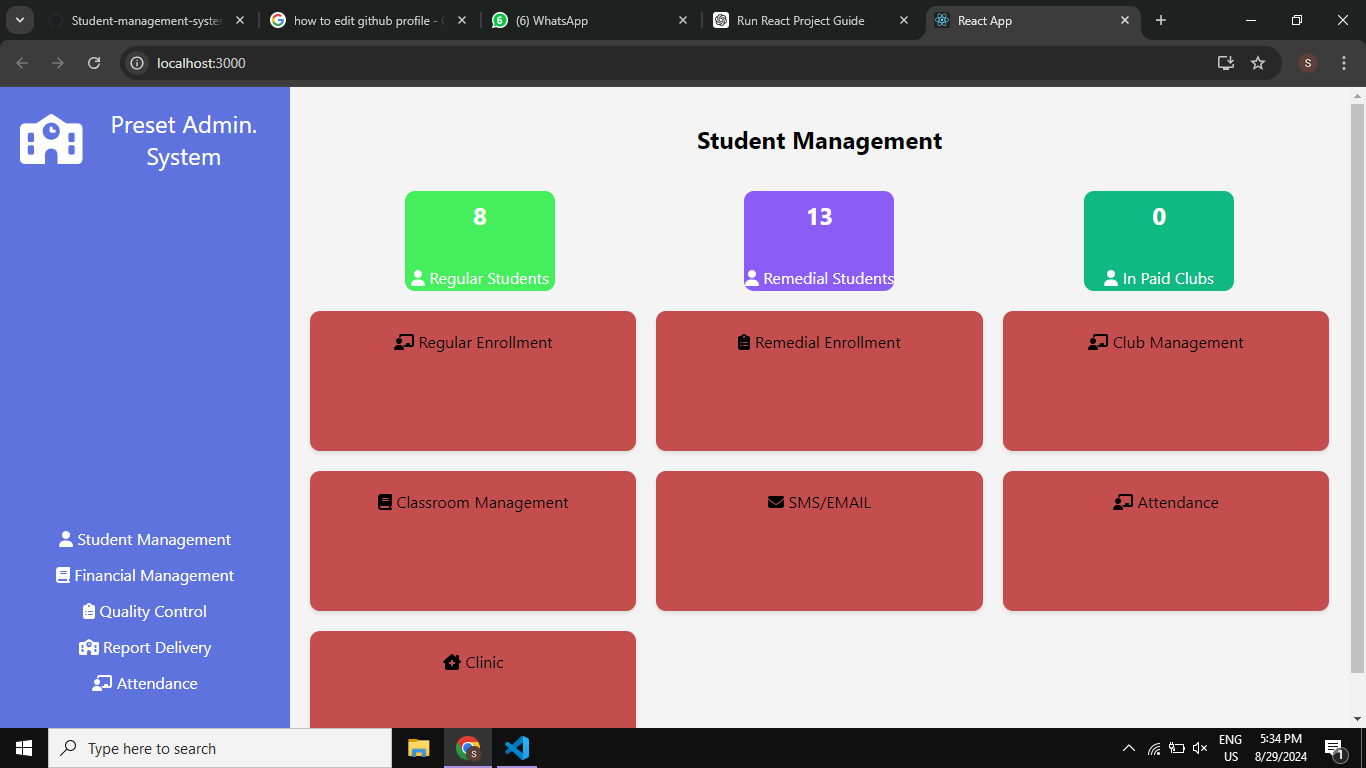 Student-management-syster
how to edit github profile -
(6) WhatsApp
Run React Project Guide
React App
localhost:3000
S
Preset Admin.
System
Student Management
8
Regular Students
13
Remedial Students
0
In Paid Clubs
Regular Enrollment
Remedial Enrollment
Club Management
Classroom Management
SMS/EMAIL
Attendance
Clinic
Student Management
Financial Management
Quality Control
Report Delivery
Attendance
Type here to search
S
ENG
US
5:34 PM
8/29/2024
1